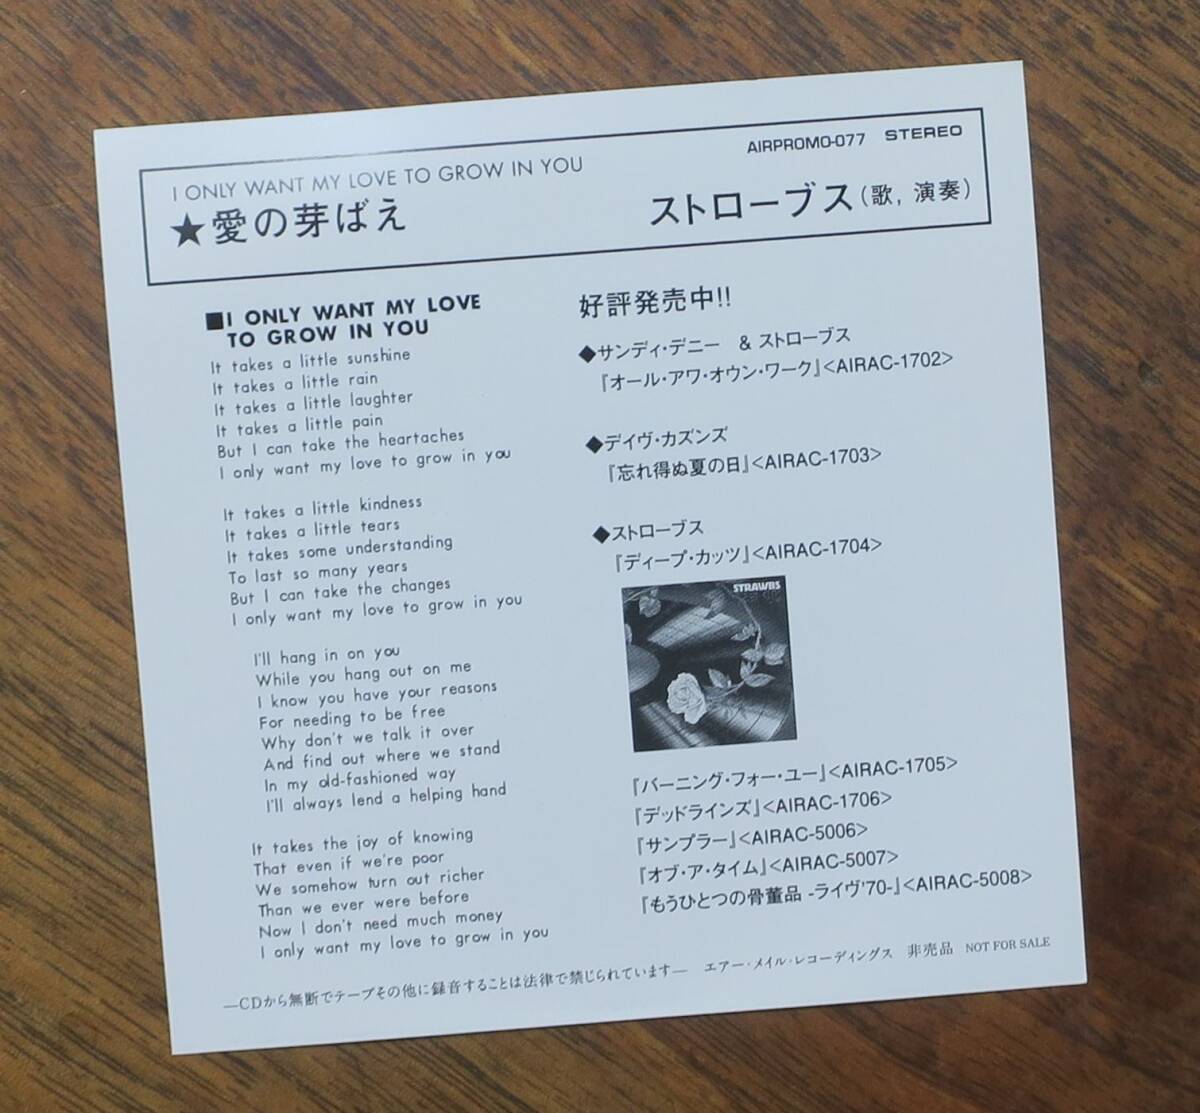 AIRPROMO-077 STEREO
I ONLY WANT MY LOVE TO GROW IN YOU
★愛の芽ばえ
ストローブス(歌, 演奏)
■I ONLY WANT MY LOVE
TO GROW IN YOU
It takes a little sunshine
It takes a little rain
It takes a little laughter
It takes a little pain
But I can take the heartaches
I only want my love to grow in you
It takes a little kindness
It takes a little tears
It takes some understanding
To last so many years
But I can take the changes
I only want my love to grow in you
I'll hang in on you
While you hang out on me
I know you have your reasons
For needing to be free
Why don't we talk it over
And find out where we stand
In my old-fashioned way
I'll always lend a helping hand
It takes the joy of knowing
That even if we're poor
We somehow turn out richer
Than we ever were before
Now I don't need much money
I only want my love to grow in you
好評発売中!!
◆サンディ・デニー & ストローブス
『オール・アワ・オウン・ワーク』<AIRAC-1702>
◆デイヴ・カズンズ
『忘れ得ぬ夏の日』<AIRAC-1703>
◆ストローブス
『ディープ・カッツ』<AIRAC-1704>
STRAWBS
『バーニング・フォー・ユー』<AIRAC-1705>
『デッドラインズ』<AIRAC-1706>
『サンプラー』<AIRAC-5006>
『オブ・ア・タイム』<AIRAC-5007>
『もうひとつの骨董品 -ライヴ'70-』<AIRAC-5008>
—CDから無断でテープその他に録音することは法律で禁じられています— エアー・メイル・レコーディングス 非売品 NOT FOR SALE